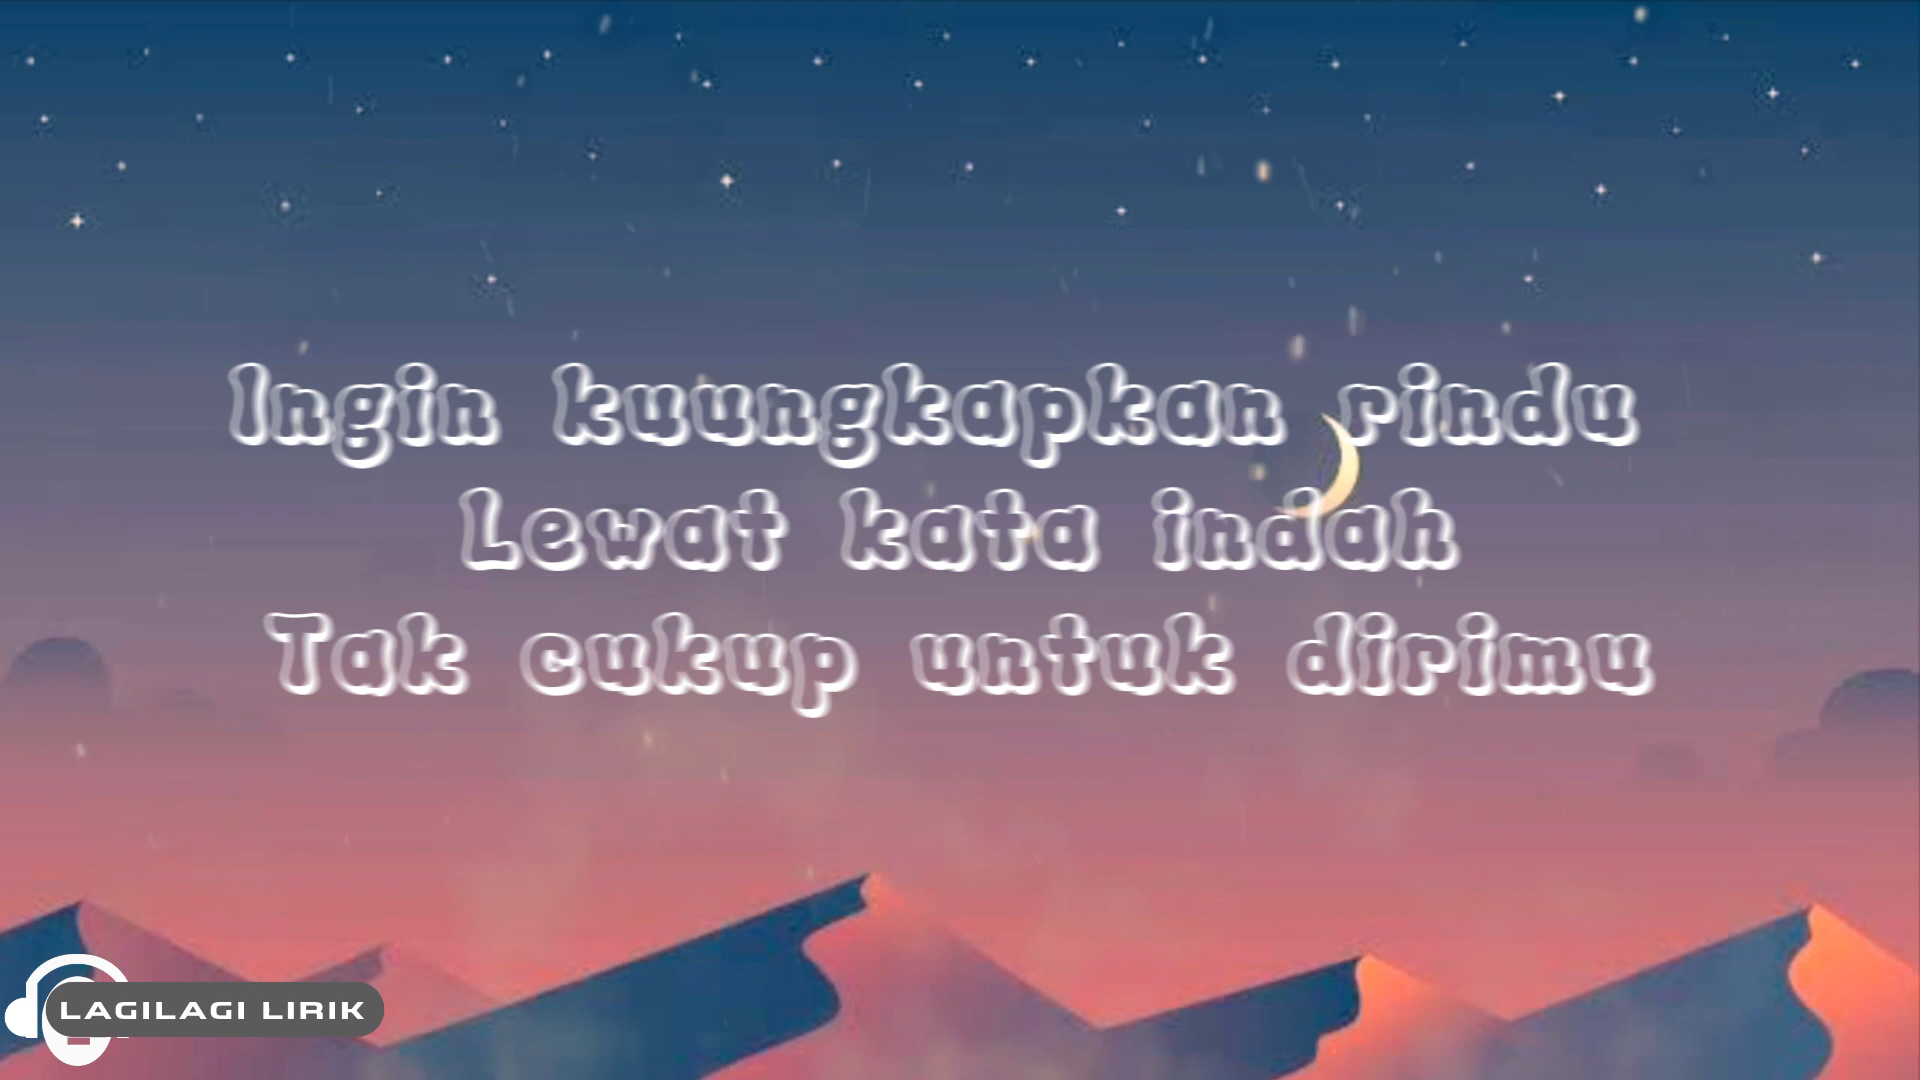 Ingin kuungkapkan rindu
Lewat kata indah
Tak cukup untuk dirimu
LAGILAGI LIRIK